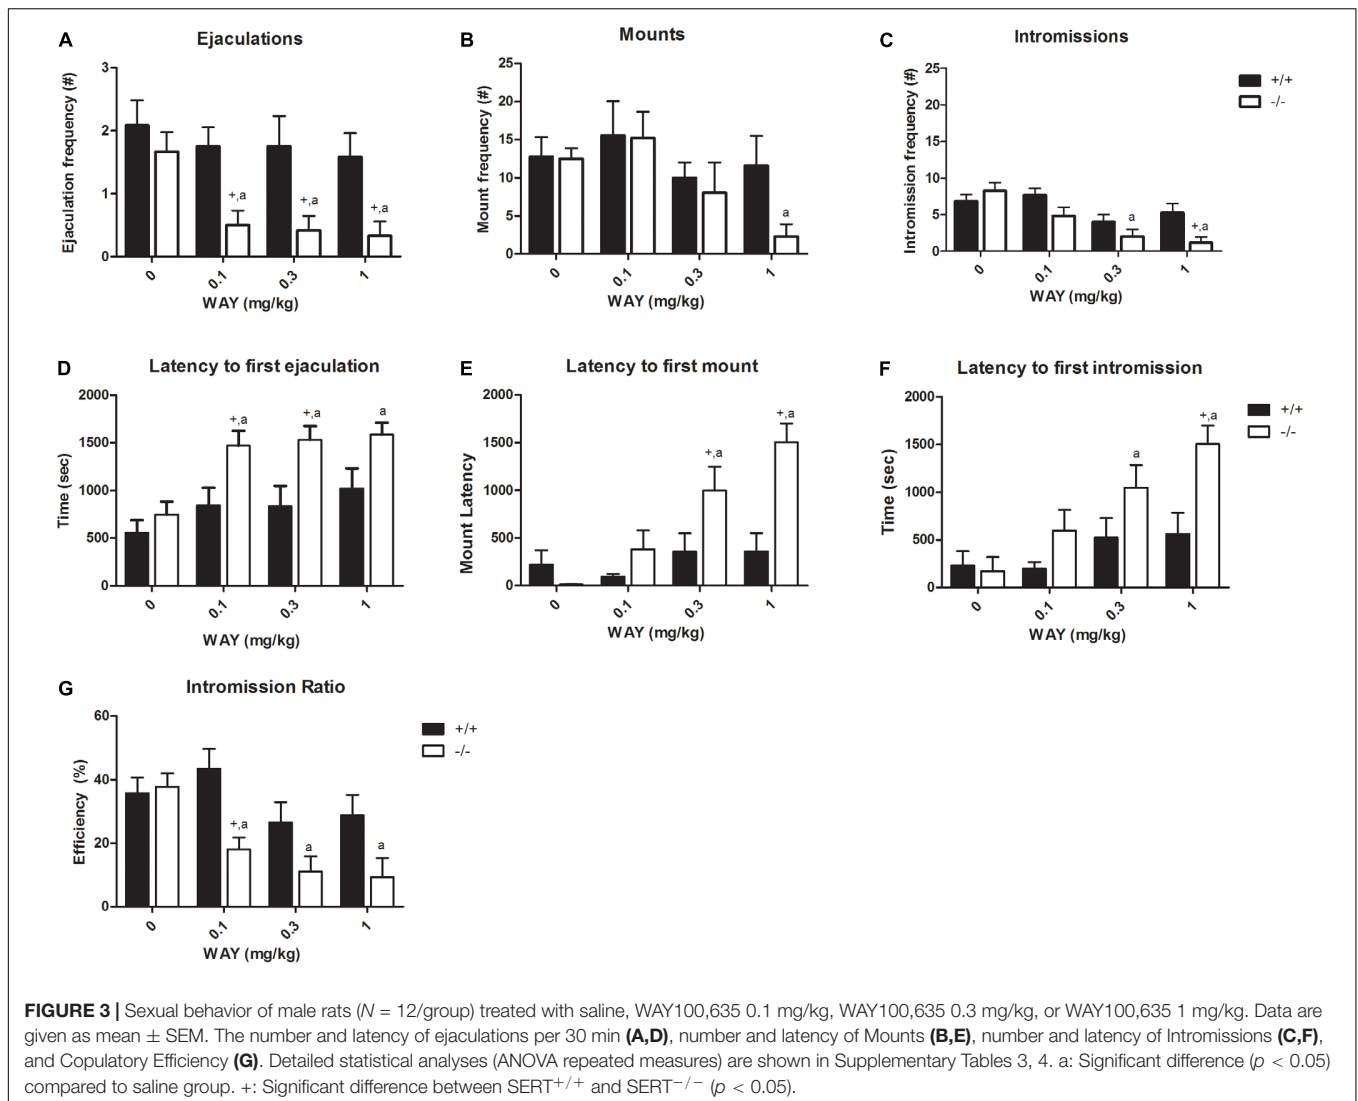 A Ejaculations
Ejaculation frequency (#)
3
2
1
0
+,a
+,a
+,a
0 0.1 0.3 1
WAY (mg/kg)
B Mounts
Mount frequency (#)
25
20
15
10
5
0
a
0 0.1 0.3 1
WAY (mg/kg)
C Intromissions
Intromission frequency (#)
25
20
15
10
5
0
a
+,a
0 0.1 0.3 1
WAY (mg/kg)
+/+
-/-
D Latency to first ejaculation
Time (sec)
2000
1500
1000
500
0
+,a
+,a
a
0 0.1 0.3 1
WAY (mg/kg)
E Latency to first mount
Mount Latency
2000
1500
1000
500
0
+,a
+,a
0 0.1 0.3 1
WAY (mg/kg)
F Latency to first intromission
Time (sec)
2000
1500
1000
500
0
a
+,a
0 0.1 0.3 1
WAY (mg/kg)
+/+
-/-
G Intromission Ratio
Efficiency (%)
60
40
20
0
+,a
a
a
0 0.1 0.3 1
WAY (mg/kg)
+/+
-/-
FIGURE 3 | Sexual behavior of male rats (N = 12/group) treated with saline, WAY100,635 0.1 mg/kg, WAY100,635 0.3 mg/kg, or WAY100,635 1 mg/kg. Data are
given as mean ± SEM. The number and latency of ejaculations per 30 min (A,D), number and latency of Mounts (B,E), number and latency of Intromissions (C,F),
and Copulatory Efficiency (G). Detailed statistical analyses (ANOVA repeated measures) are shown in Supplementary Tables 3, 4. a: Significant difference (p < 0.05)
compared to saline group. +: Significant difference between SERT+/+ and SERT−/− (p < 0.05).